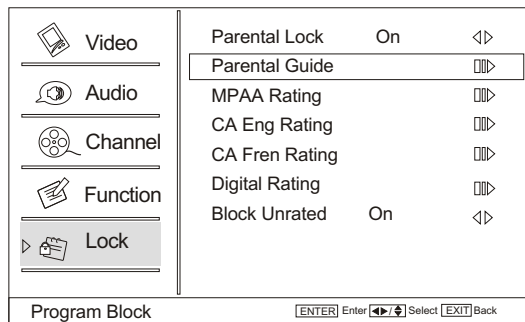 Video
Audio
Channel
Function
Lock
Parental Lock On
Parental Guide
MPAA Rating
CA Eng Rating
CA Fren Rating
Digital Rating
Block Unrated On
Program Block
ENTER Enter ◀▶/▲▼ Select EXIT Back